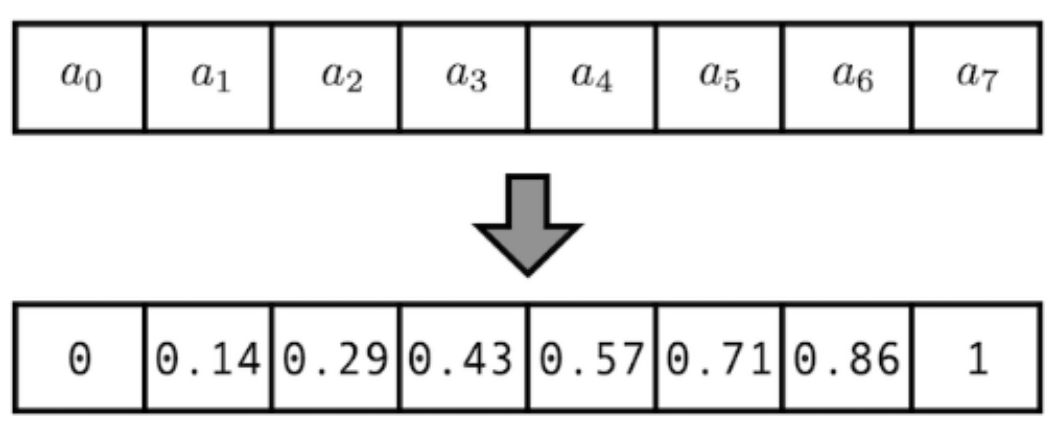 a₀ a₁ a₂ a₃ a₄ a₅ a₆ a₇
0 0.14 0.29 0.43 0.57 0.71 0.86 1